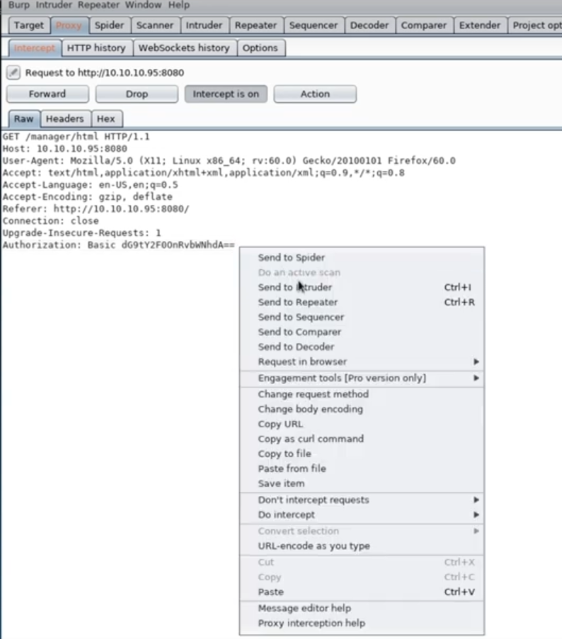 Burp Intruder Repeater Window Help
Target Proxy Spider Scanner Intruder Repeater Sequencer Decoder Comparer Extender Project opt
Intercept HTTP history WebSockets history Options
Request to http://10.10.10.95:8080
Forward Drop Intercept is on Action
Raw Headers Hex
GET /manager/html HTTP/1.1
Host: 10.10.10.95:8080
User-Agent: Mozilla/5.0 (X11; Linux x86_64; rv:60.0) Gecko/20100101 Firefox/60.0
Accept: text/html,application/xhtml+xml,application/xml;q=0.9,*/*;q=0.8
Accept-Language: en-US,en;q=0.5
Accept-Encoding: gzip, deflate
Referer: http://10.10.10.95:8080/
Connection: close
Upgrade-Insecure-Requests: 1
Authorization: Basic dG9tY2F0OnRvbWNhdA==
Send to Spider
Do an active scan
Send to Intruder Ctrl+I
Send to Repeater Ctrl+R
Send to Sequencer
Send to Comparer
Send to Decoder
Request in browser
Engagement tools [Pro version only]
Change request method
Change body encoding
Copy URL
Copy as curl command
Copy to file
Paste from file
Save item
Don't intercept requests
Do intercept
Convert selection
URL-encode as you type
Cut Ctrl+X
Copy Ctrl+C
Paste Ctrl+V
Message editor help
Proxy interception help